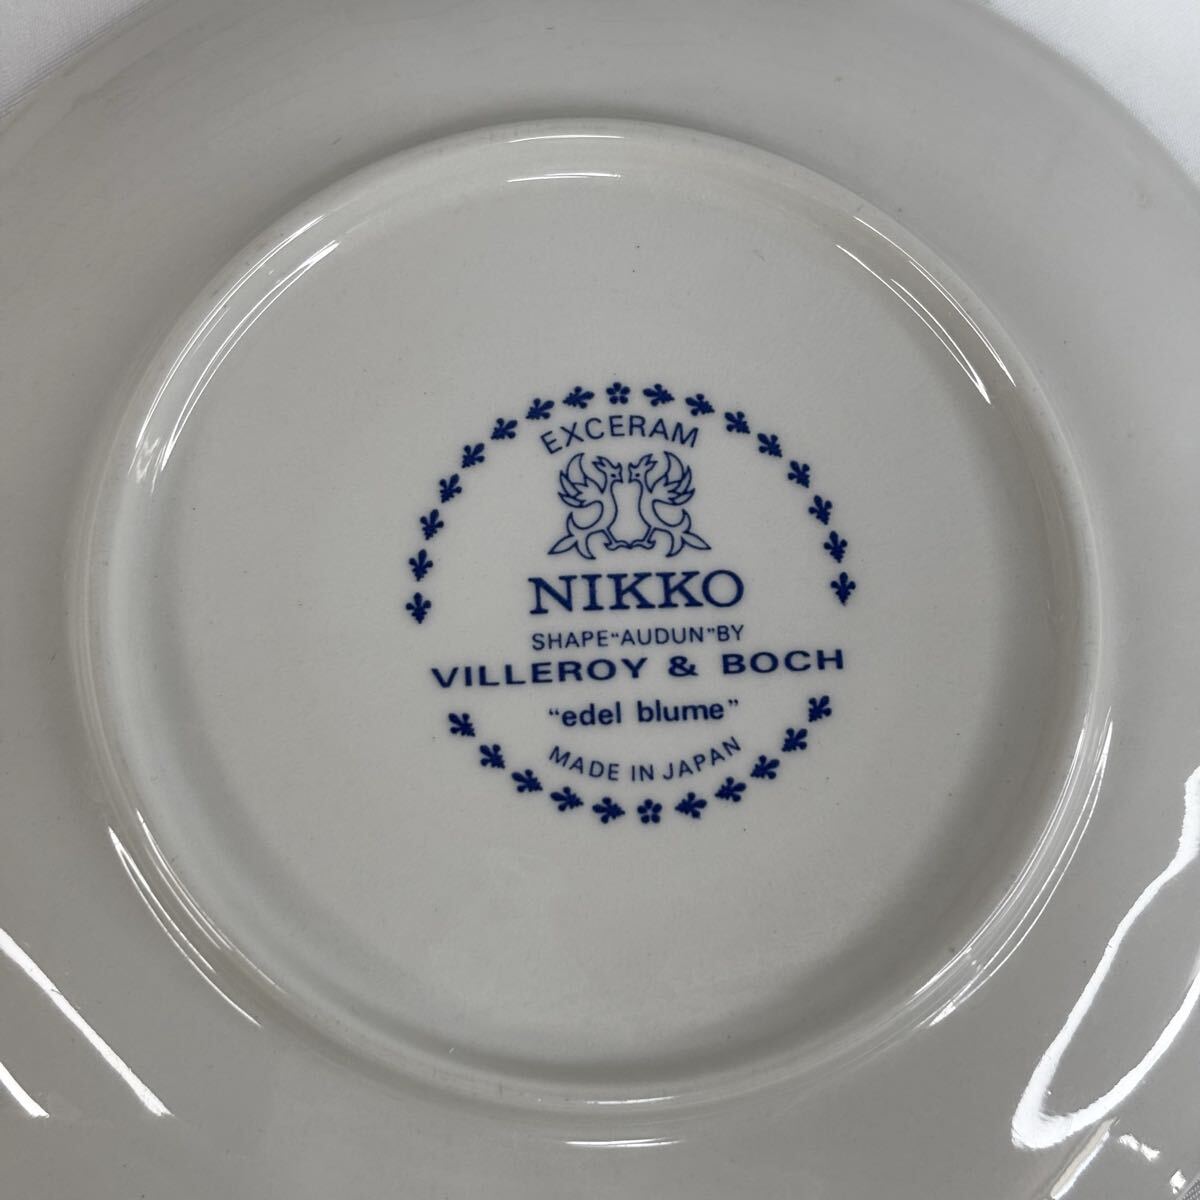 EXCERAM
NIKKO
SHAPE "AUDUN" BY
VILLEROY & BOCH
"edel blume"
MADE IN JAPAN